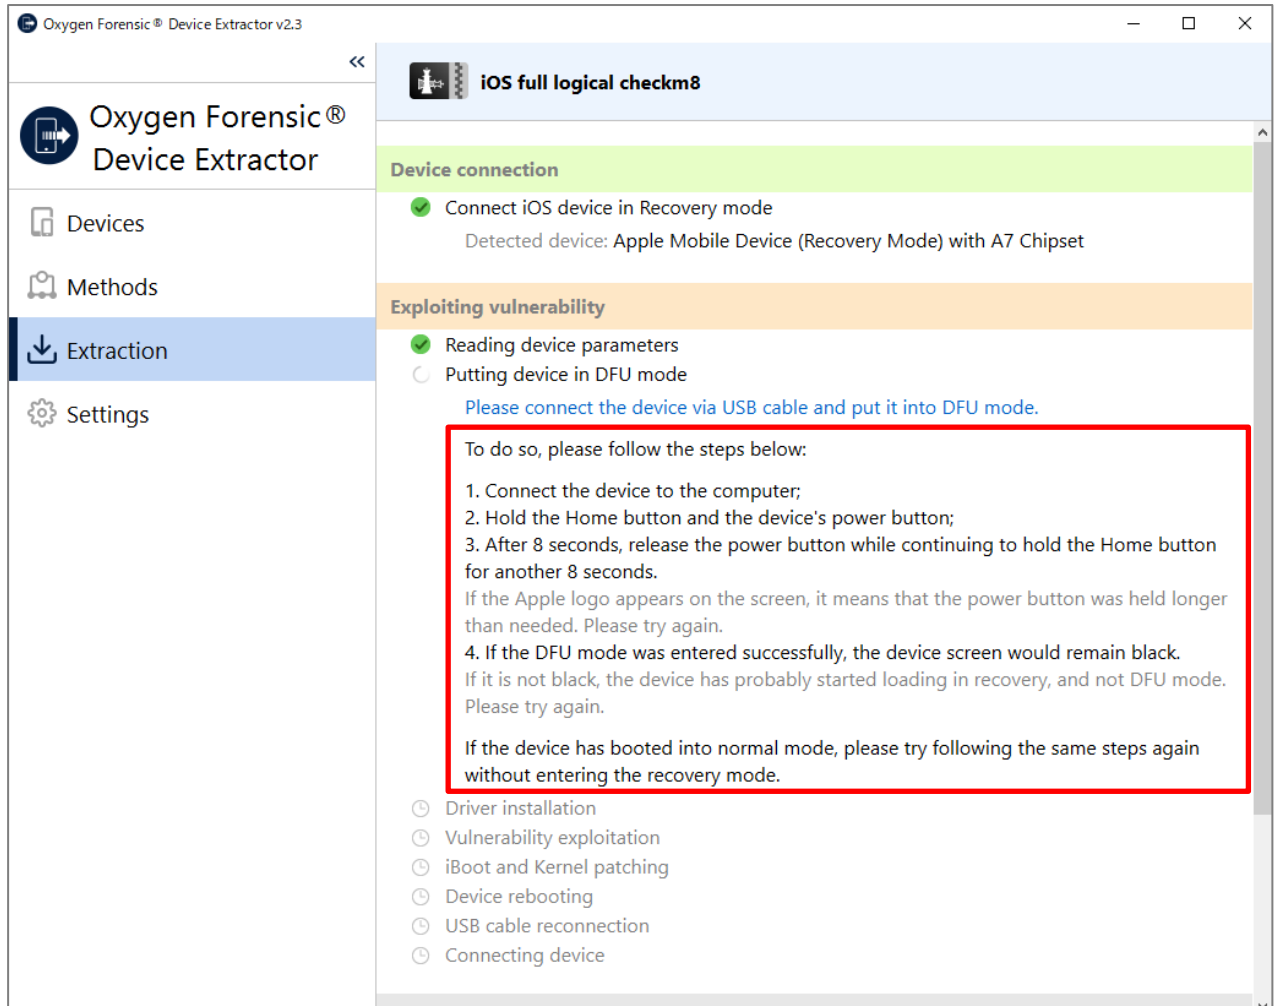 Oxygen Forensic® Device Extractor v2.3
«
Oxygen Forensic®
Device Extractor
Devices
Methods
Extraction
Settings
iOS full logical checkm8
Device connection
Connect iOS device in Recovery mode
Detected device: Apple Mobile Device (Recovery Mode) with A7 Chipset
Exploiting vulnerability
Reading device parameters
Putting device in DFU mode
Please connect the device via USB cable and put it into DFU mode.
To do so, please follow the steps below:
1. Connect the device to the computer;
2. Hold the Home button and the device's power button;
3. After 8 seconds, release the power button while continuing to hold the Home button
for another 8 seconds.
If the Apple logo appears on the screen, it means that the power button was held longer
than needed. Please try again.
4. If the DFU mode was entered successfully, the device screen would remain black.
If it is not black, the device has probably started loading in recovery, and not DFU mode.
Please try again.
If the device has booted into normal mode, please try following the same steps again
without entering the recovery mode.
Driver installation
Vulnerability exploitation
iBoot and Kernel patching
Device rebooting
USB cable reconnection
Connecting device